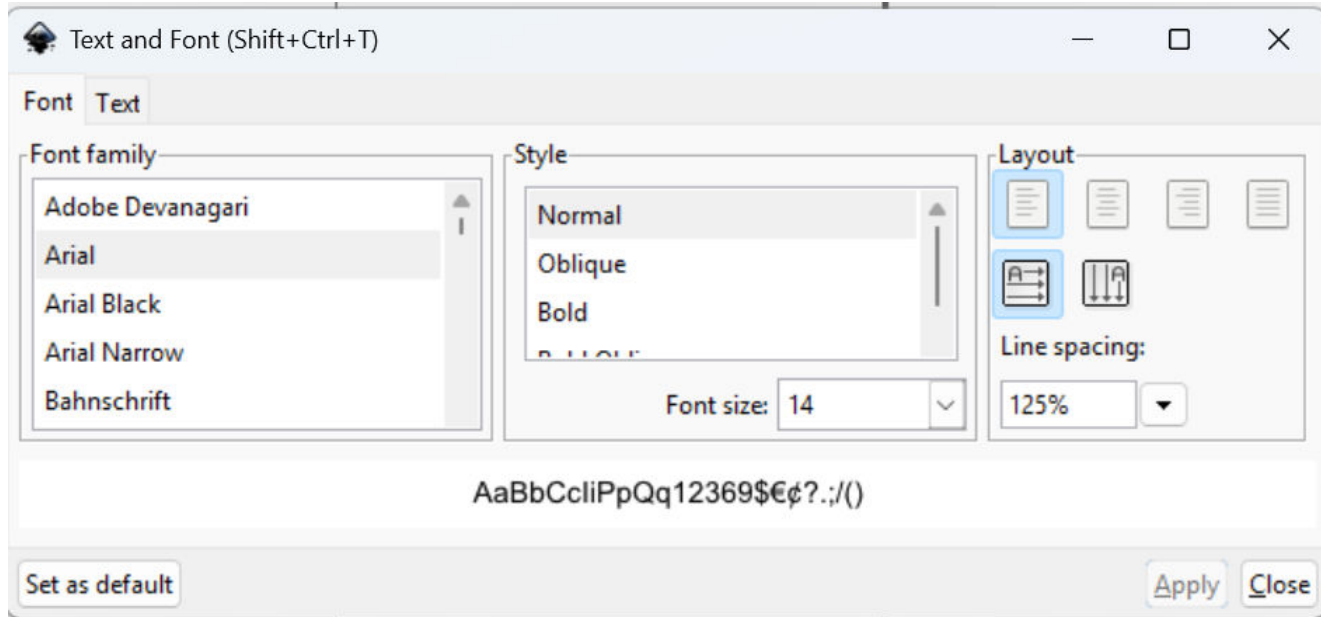 Text and Font (Shift+Ctrl+T)
Font Text
Font family
Adobe Devanagari
Arial
Arial Black
Arial Narrow
Bahnschrift
Style
Normal
Oblique
Bold
Font size: 14
Layout
Line spacing:
125%
AaBbCcIiPpQq12369$€¢?.;/()
Set as default
Apply
Close